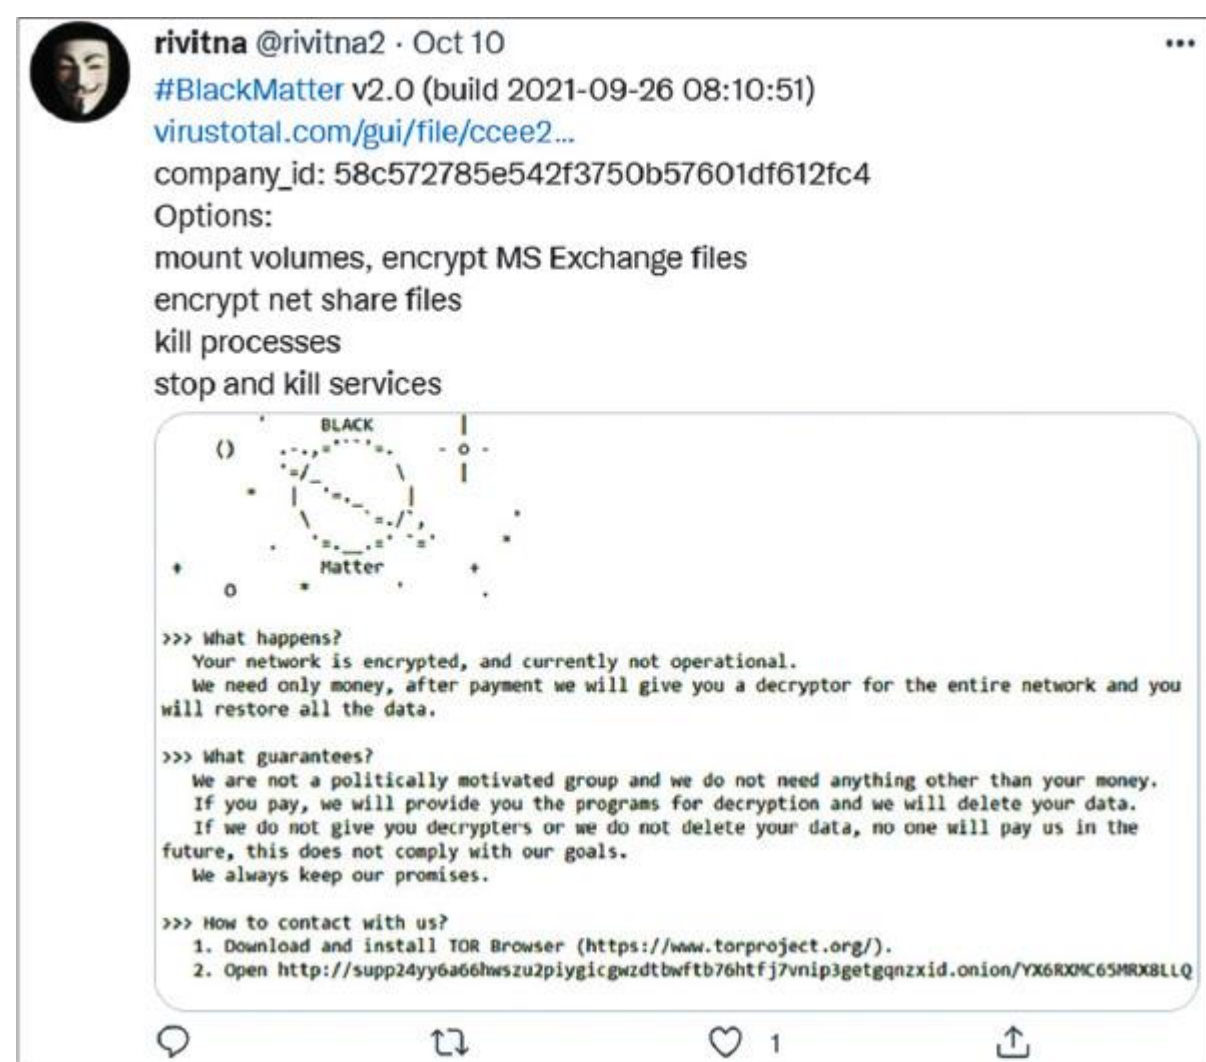 rivitna @rivitna2 · Oct 10
#BlackMatter v2.0 (build 2021-09-26 08:10:51)
virustotal.com/gui/file/ccee2...
company_id: 58c572785e542f3750b57601df612fc4
Options:
mount volumes, encrypt MS Exchange files
encrypt net share files
kill processes
stop and kill services
BLACK
Matter
>>> What happens?
Your network is encrypted, and currently not operational.
We need only money, after payment we will give you a decryptor for the entire network and you
will restore all the data.
>>> What guarantees?
We are not a politically motivated group and we do not need anything other than your money.
If you pay, we will provide you the programs for decryption and we will delete your data.
If we do not give you decrypters or we do not delete your data, no one will pay us in the
future, this does not comply with our goals.
We always keep our promises.
>>> How to contact with us?
1. Download and install TOR Browser (https://www.torproject.org/).
2. Open http://supp24yy6a66hwszu2piygicgwzdtbwftb76htfj7vnip3getgqnzxid.onion/YX6RXMC65MRX8LLQ
1